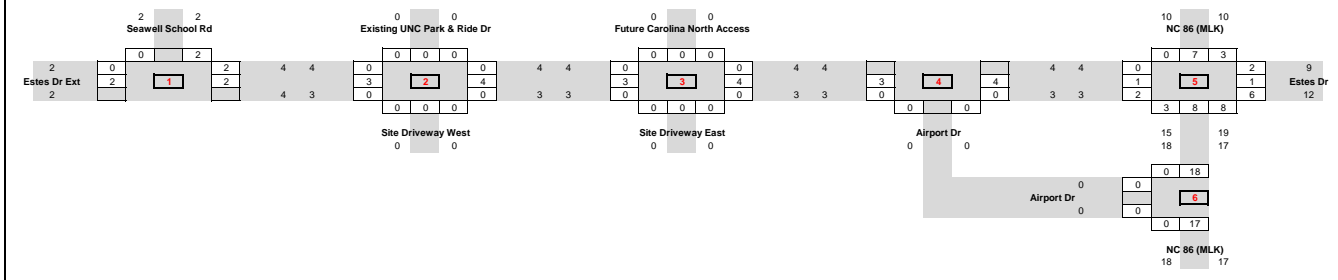 2 2 0 0 0 0 10 10
Seawell School Rd Existing UNC Park & Ride Dr Future Carolina North Access NC 86 (MLK)
0 2 0 0 0 0 0 0 0 7 3
2 0 2 4 4 0 0 4 4 0 0 4 4 0 2 9
Estes Dr Ext 2 1 2 3 2 4 3 3 4 3 4 4 1 5 1 Estes Dr
2 4 3 0 0 3 3 0 0 3 3 0 0 3 3 2 6 12
0 0 0 0 0 0 0 0 3 8 8
Site Driveway West Site Driveway East Airport Dr 15 19
0 0 0 0 0 0 18 17
0 18
0 0
Airport Dr 6
0 0
0 17
NC 86 (MLK)
18 17